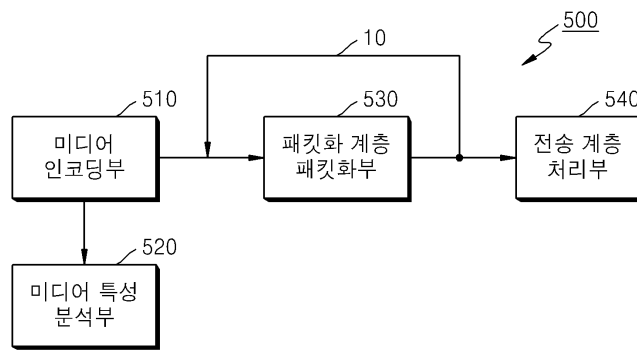 500
10
510
미디어
인코딩부
530
패킷화 계층
패킷화부
540
전송 계층
처리부
520
미디어 특성
분석부